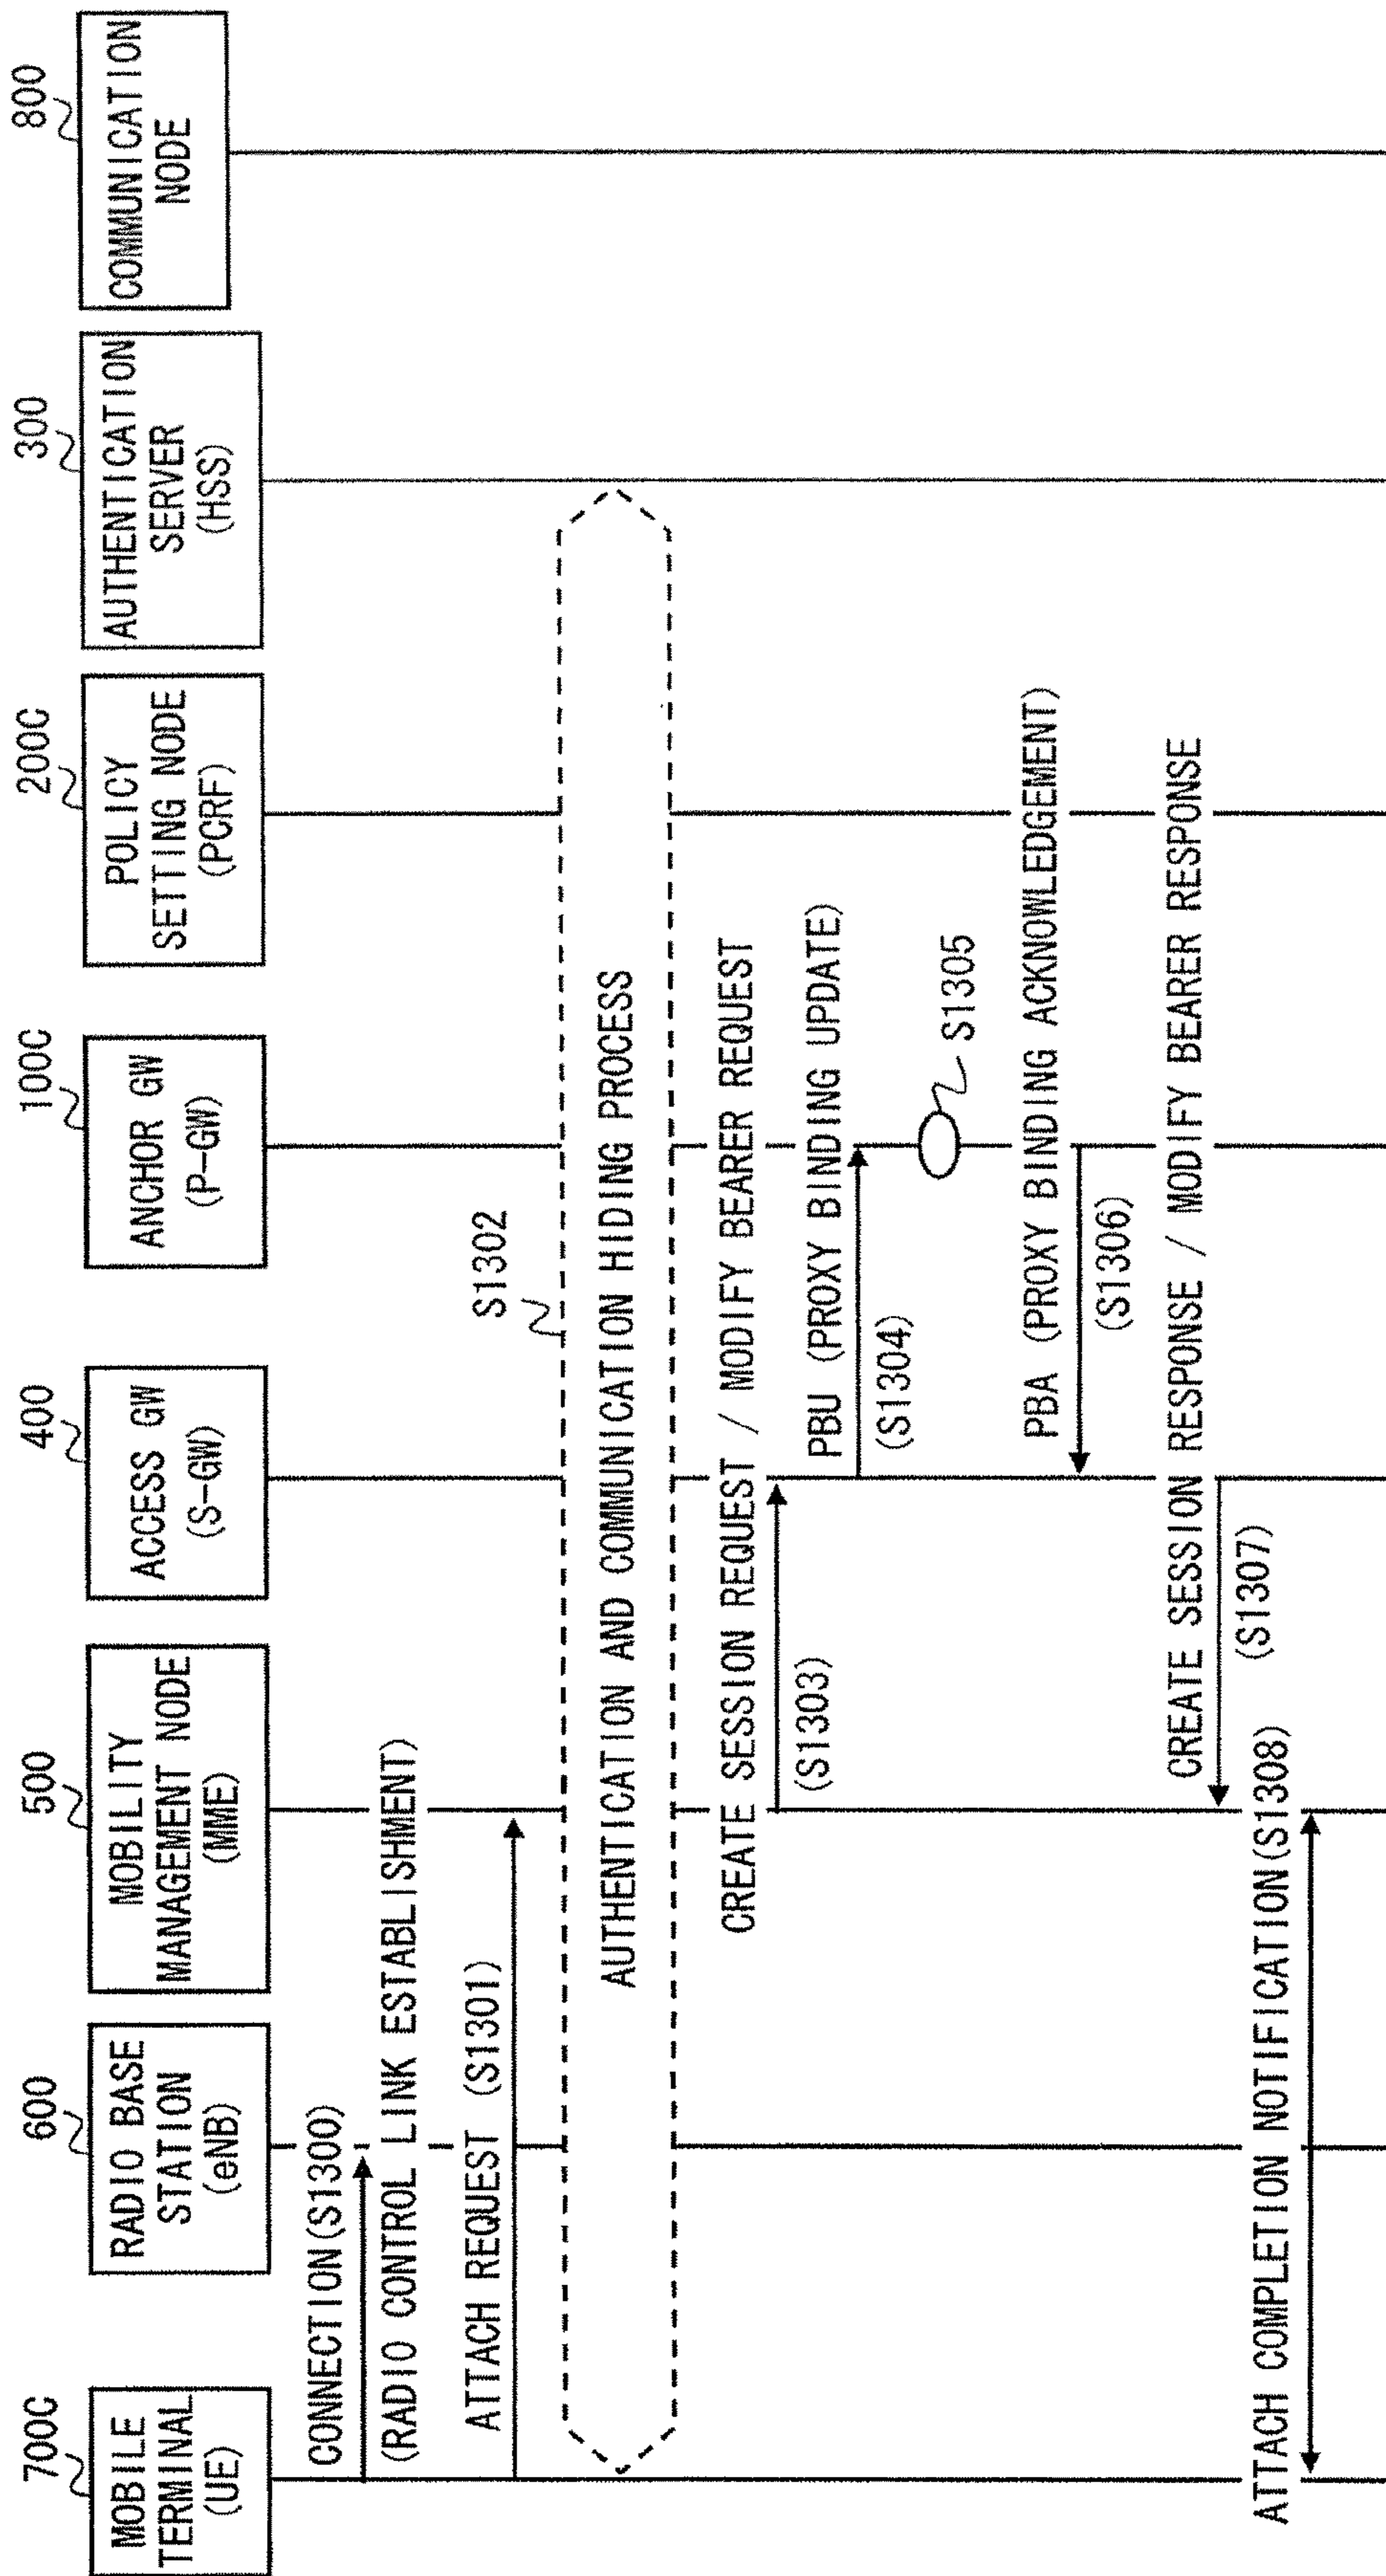 700C
MOBILE
TERMINAL
(UE)
600
RADIO BASE
STATION
(eNB)
500
MOBILITY
MANAGEMENT NODE
(MME)
400
ACCESS GW
(S-GW)
100C
ANCHOR GW
(P-GW)
200C
POLICY
SETTING NODE
(PCRF)
300
AUTHENTICATION
SERVER
(HSS)
800
COMMUNICATION
NODE
CONNECTION(S1300)
(RADIO CONTROL LINK ESTABLISHMENT)
ATTACH REQUEST (S1301)
S1302
AUTHENTICATION AND COMMUNICATION HIDING PROCESS
CREATE SESSION REQUEST / MODIFY BEARER REQUEST
(S1303)
PBU (PROXY BINDING UPDATE)
(S1304)
S1305
PBA (PROXY BINDING ACKNOWLEDGEMENT)
(S1306)
CREATE SESSION RESPONSE / MODIFY BEARER RESPONSE
(S1307)
ATTACH COMPLETION NOTIFICATION(S1308)